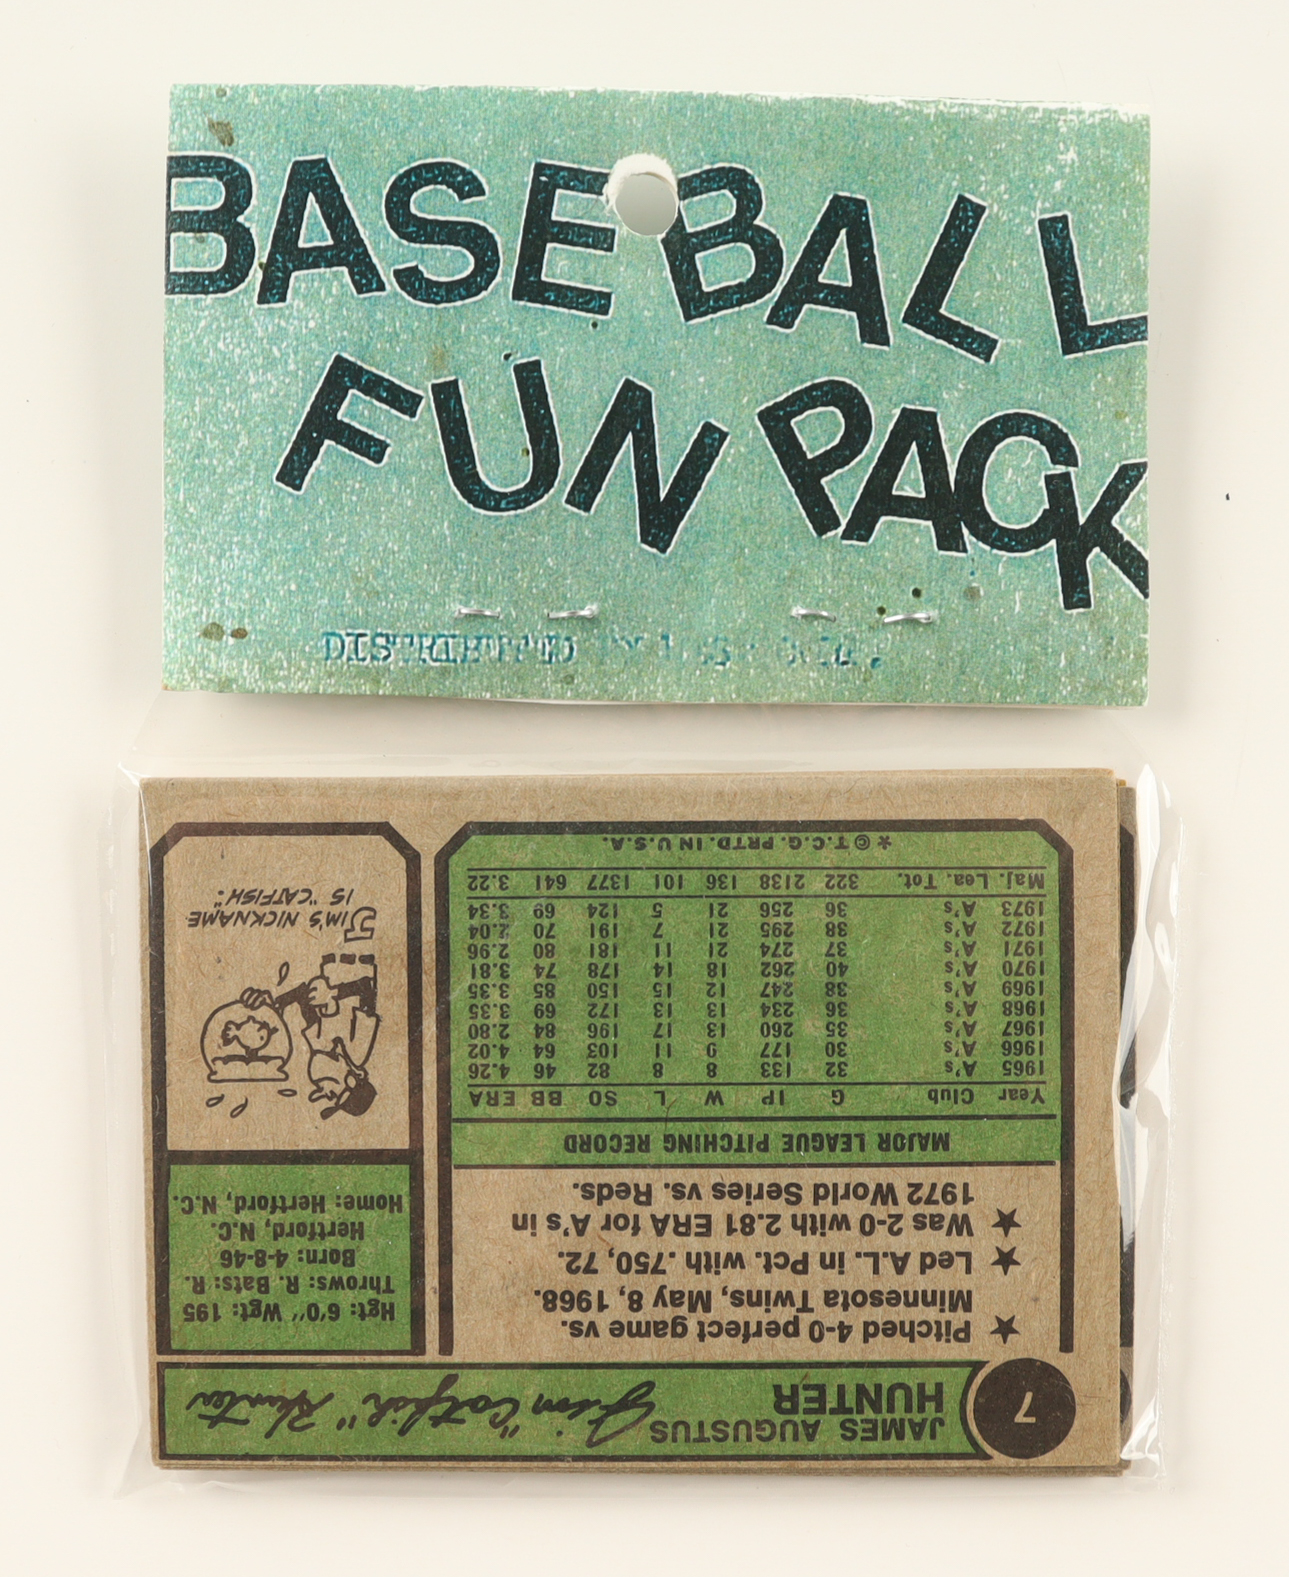 BASEBALL
FUN PACK
DISTRIBUTED
7
JAMES AUGUSTUS
HUNTER
Jim "Catfish" Hunter
★ Pitched 4-0 perfect game vs.
Minnesota Twins, May 8, 1968.
★ Led A.L. in Pct. with .750, 72.
★ Was 2-0 with 2.81 ERA for A's in
1972 World Series vs. Reds.
MAJOR LEAGUE PITCHING RECORD
Year Club G IP W L SO BB ERA
1965 A's 32 133 8 8 82 46 4.26
1966 A's 30 177 9 11 103 64 4.02
1967 A's 35 260 13 17 196 84 2.80
1968 A's 36 234 13 13 172 69 3.35
1969 A's 38 247 12 15 150 85 3.35
1970 A's 40 262 18 14 178 74 3.81
1971 A's 37 274 21 11 181 80 2.96
1972 A's 38 295 21 7 191 70 2.04
1973 A's 36 256 21 5 124 69 3.34
Maj. Lea. Tot. 322 2138 136 101 1377 641 3.22
* © T.C.G. PRTD. IN U.S.A.
Hgt: 6'0" Wgt: 195
Throws: R. Bats: R.
Born: 4-8-46
Hertford, N.C.
Home: Hertford, N.C.
JIM'S NICKNAME
IS "CATFISH."